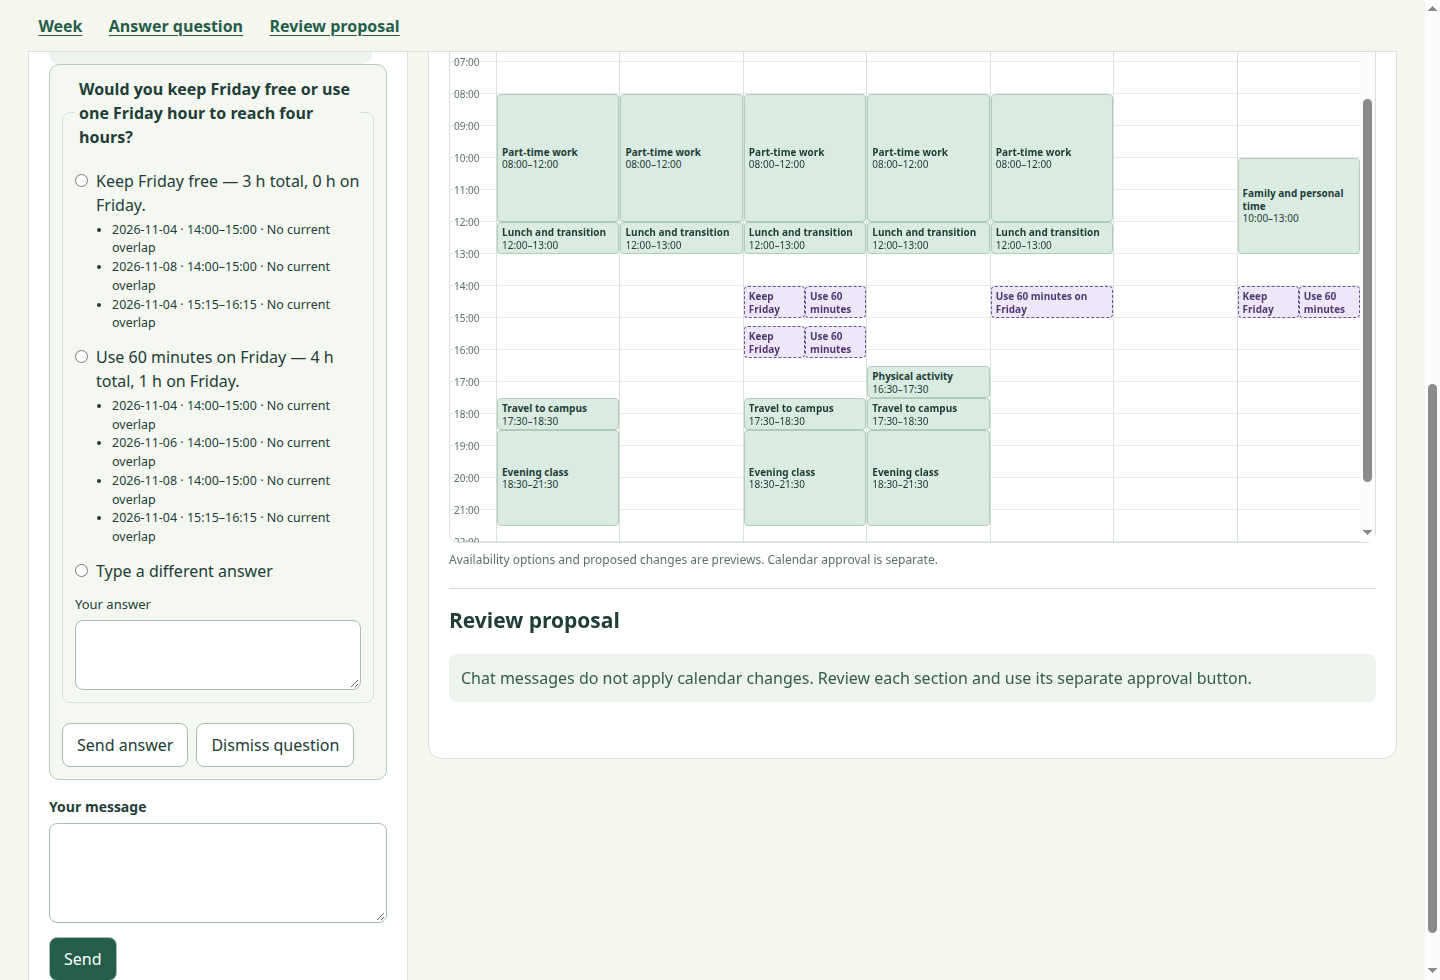 Week Answer question Review proposal
Would you keep Friday free or use
one Friday hour to reach four
hours?
Keep Friday free — 3 h total, 0 h on
Friday.
• 2026-11-04 · 14:00–15:00 · No current
overlap
• 2026-11-08 · 14:00–15:00 · No current
overlap
• 2026-11-04 · 15:15–16:15 · No current
overlap
Use 60 minutes on Friday — 4 h
total, 1 h on Friday.
• 2026-11-04 · 14:00–15:00 · No current
overlap
• 2026-11-06 · 14:00–15:00 · No current
overlap
• 2026-11-08 · 14:00–15:00 · No current
overlap
• 2026-11-04 · 15:15–16:15 · No current
overlap
Type a different answer
Your answer
Send answer Dismiss question
Your message
Send
07:00
08:00
09:00
Part-time work Part-time work Part-time work Part-time work Part-time work
10:00 08:00–12:00 08:00–12:00 08:00–12:00 08:00–12:00 08:00–12:00
11:00 Family and personal
time
12:00 10:00–13:00
Lunch and transition Lunch and transition Lunch and transition Lunch and transition Lunch and transition
13:00 12:00–13:00 12:00–13:00 12:00–13:00 12:00–13:00 12:00–13:00
14:00
Keep Use 60 Use 60 minutes on Keep Use 60
Friday minutes Friday Friday minutes
15:00
Keep Use 60
16:00 Friday minutes
17:00 Physical activity
16:30–17:30
Travel to campus Travel to campus Travel to campus
18:00 17:30–18:30 17:30–18:30 17:30–18:30
19:00
Evening class Evening class Evening class
20:00 18:30–21:30 18:30–21:30 18:30–21:30
21:00
22:00
Availability options and proposed changes are previews. Calendar approval is separate.
Review proposal
Chat messages do not apply calendar changes. Review each section and use its separate approval button.